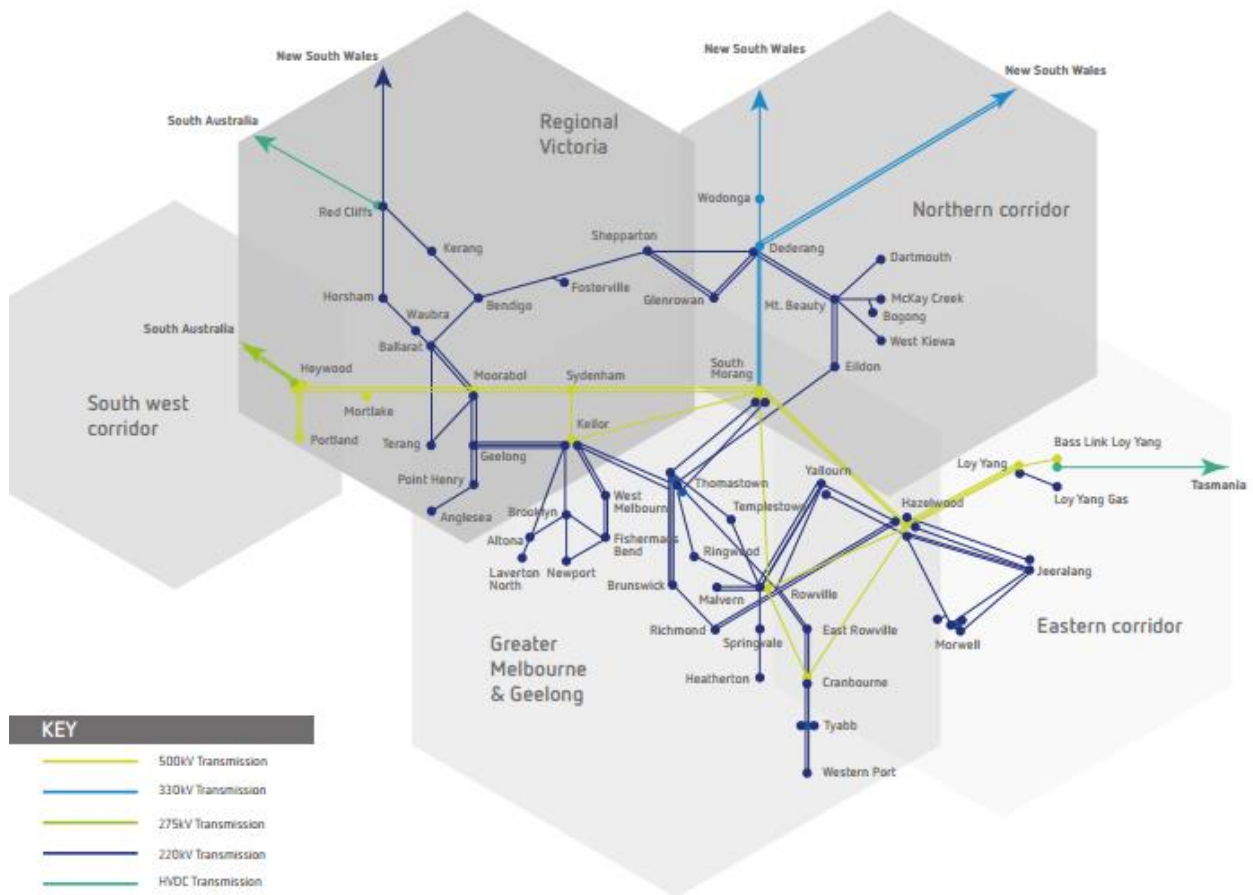 New South Wales
New South Wales
New South Wales
South Australia
Regional
Victoria
Wodonga
Northern corridor
Red Cliffs
Shepparton
Kerang
Dederang
Dartmouth
Fosterville
Horsham
Bendigo
Glenrowan
Mt. Beauty
McKay Creek
Bogong
Waubra
South Australia
Ballarat
West Kiewa
Heywood
Moorabol
Sydenham
South
Morang
Eildon
South west
corridor
Mortlake
Portland
Terang
Keilor
Geelong
Bass Link Loy Yang
Loy Yang
Yallourn
Point Henry
Thomastown
Tasmania
West
Melbourn
Templestown
Hazelwood
Loy Yang Gas
Anglesea
Brooklyn
Altona
Fishermans
Bend
Ringwood
Laverton
North
Newport
Jeeralang
Brunswick
Malvern
Rowville
Richmond
Springvale
East Rowville
Morwell
Eastern corridor
Greater
Melbourne
& Geelong
Heatherton
Cranbourne
Tyabb
Western Port
KEY
500kV Transmission
330kV Transmission
275kV Transmission
220kV Transmission
HVDC Transmission